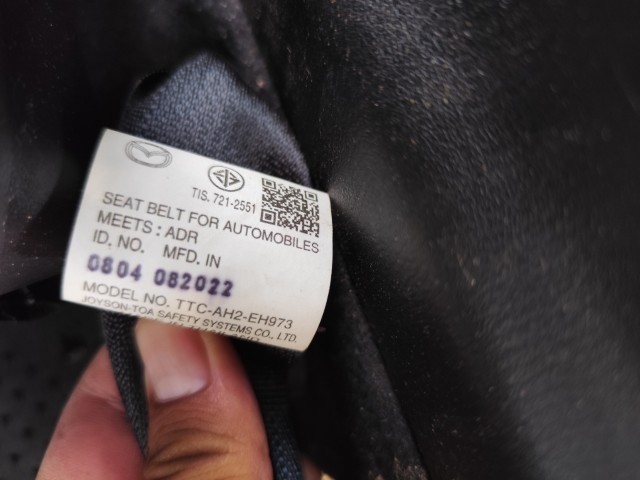 TIS. 721-2551
SEAT BELT FOR AUTOMOBILES
MEETS : ADR
ID. NO. MFD. IN
0804 082022
MODEL NO. TTC-AH2-EH973
JOYSON-TOA SAFETY SYSTEMS CO., LTD.